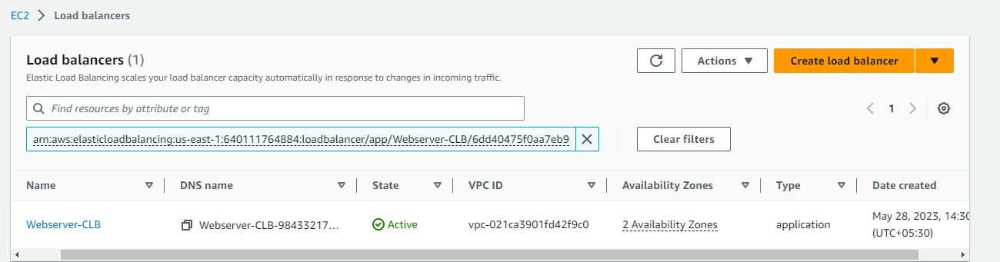 EC2 > Load balancers
Load balancers (1)
Elastic Load Balancing scales your load balancer capacity automatically in response to changes in incoming traffic.
Actions
Create load balancer
Find resources by attribute or tag
1
arn:aws:elasticloadbalancing:us-east-1:640111764884:loadbalancer/app/Webserver-CLB/6dd40475f0aa7eb9
Clear filters
Name DNS name State VPC ID Availability Zones Type Date created
Webserver-CLB Webserver-CLB-98433217... Active vpc-021ca3901fd42f9c0 2 Availability Zones application May 28, 2023, 14:30
(UTC+05:30)